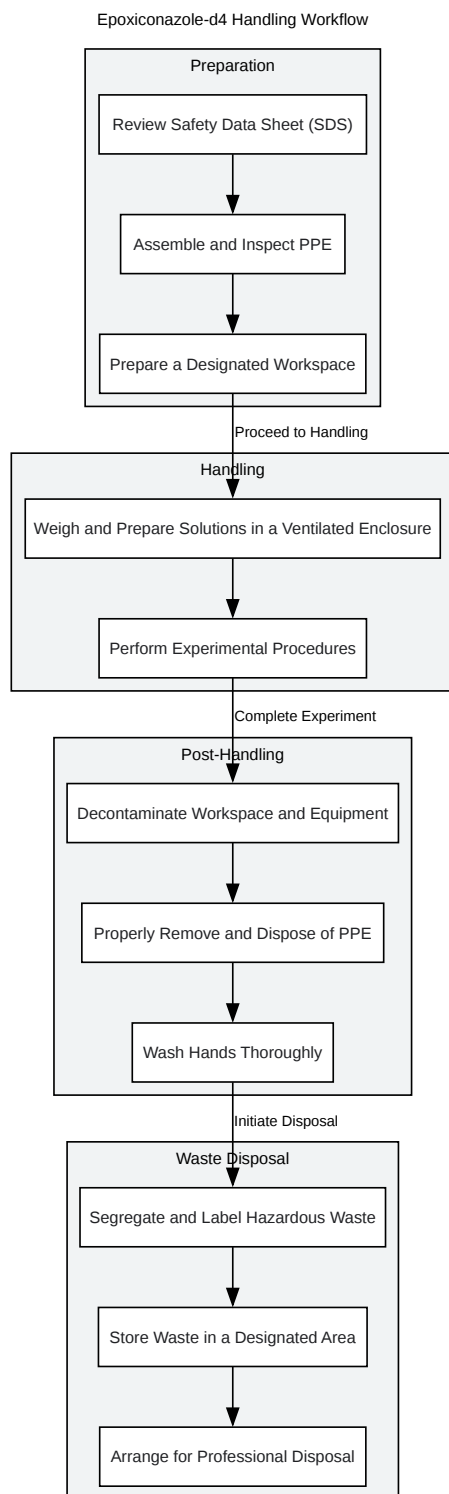 Epoxiconazole-d4 Handling Workflow
Preparation
Review Safety Data Sheet (SDS)
Assemble and Inspect PPE
Prepare a Designated Workspace
Proceed to Handling
Handling
Weigh and Prepare Solutions in a Ventilated Enclosure
Perform Experimental Procedures
Complete Experiment
Post-Handling
Decontaminate Workspace and Equipment
Properly Remove and Dispose of PPE
Wash Hands Thoroughly
Initiate Disposal
Waste Disposal
Segregate and Label Hazardous Waste
Store Waste in a Designated Area
Arrange for Professional Disposal